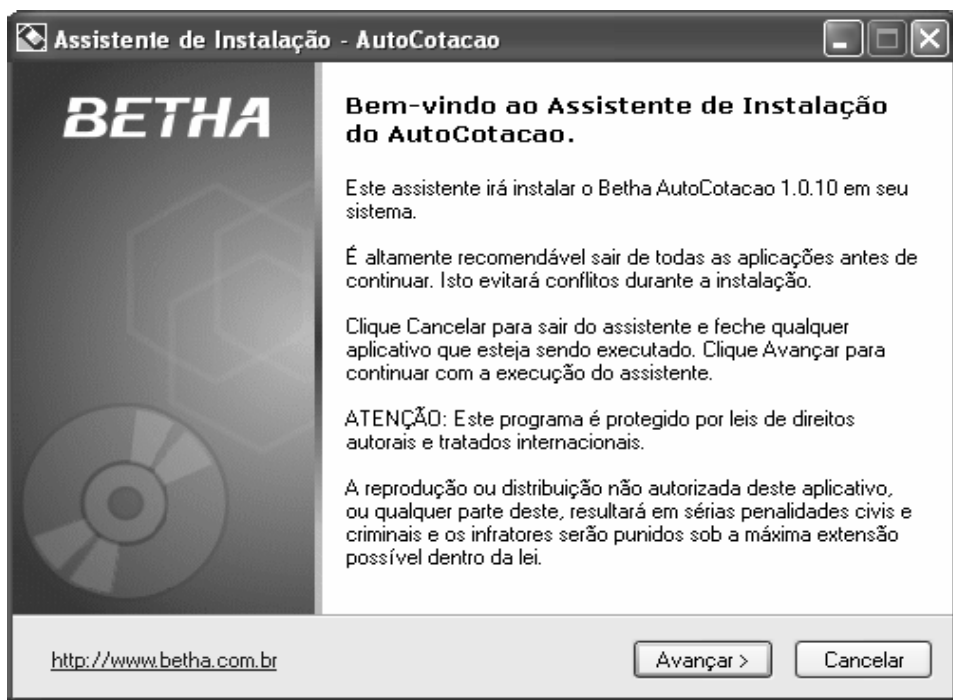 Assistente de Instalação - AutoCotacao
BETHA
Bem-vindo ao Assistente de Instalação
do AutoCotacao.
Este assistente irá instalar o Betha AutoCotacao 1.0.10 em seu
sistema.
É altamente recomendável sair de todas as aplicações antes de
continuar. Isto evitará conflitos durante a instalação.
Clique Cancelar para sair do assistente e feche qualquer
aplicativo que esteja sendo executado. Clique Avançar para
continuar com a execução do assistente.
ATENÇÃO: Este programa é protegido por leis de direitos
autorais e tratados internacionais.
A reprodução ou distribuição não autorizada deste aplicativo,
ou qualquer parte deste, resultará em sérias penalidades civis e
criminais e os infratores serão punidos sob a máxima extensão
possível dentro da lei.
http://www.betha.com.br
Avançar >
Cancelar